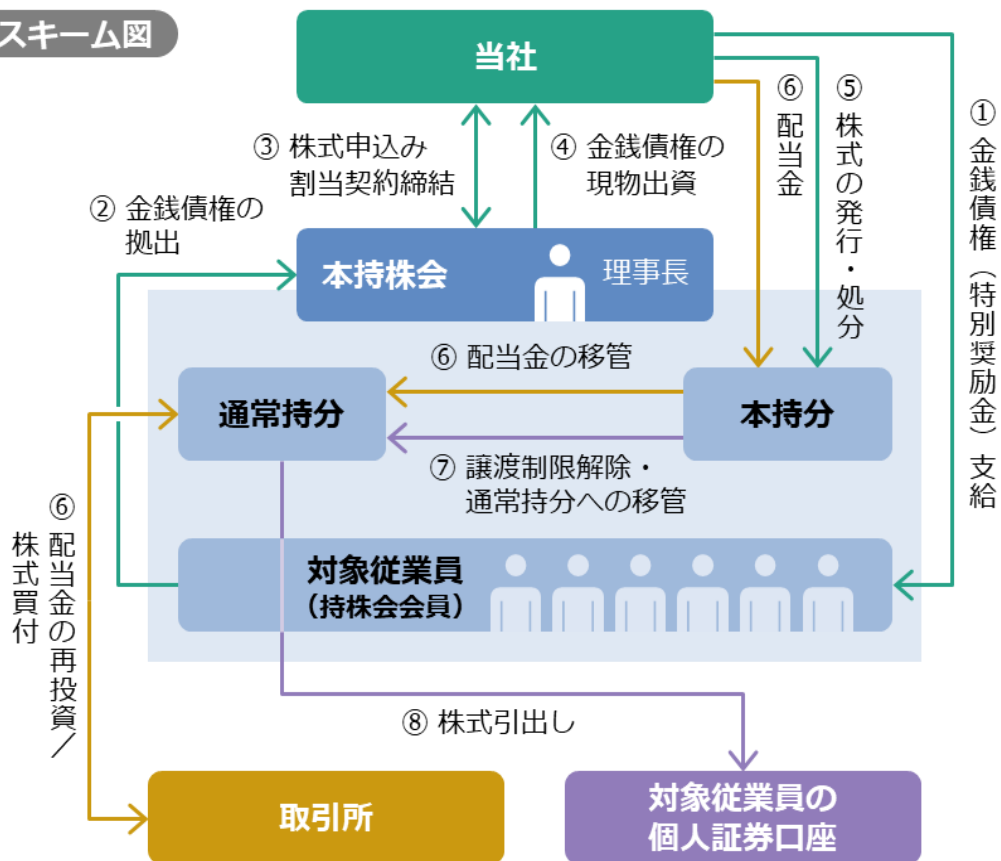 スキーム図
当社
③ 株式申込み
割当契約締結
④ 金銭債権の
現物出資
⑥ 配当金
⑤ 株式の発行・処分
① 金銭債権（特別奨励金）支給
② 金銭債権の
拠出
本持株会
理事長
⑥ 配当金の移管
通常持分
本持分
⑦ 譲渡制限解除・
通常持分への移管
⑥ 配当金の再投資／
株式買付
対象従業員
（持株会会員）
⑧ 株式引出し
取引所
対象従業員の
個人証券口座